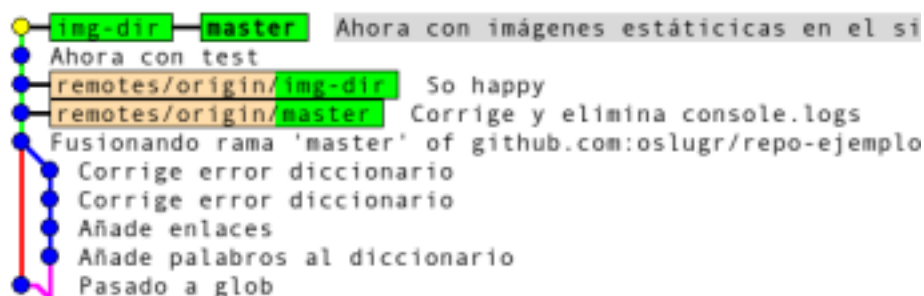 img-dir master Ahora con imágenes estáticicas en el si
Ahora con test
remotes/origin/img-dir So happy
remotes/origin/master Corrige y elimina console.logs
Fusionando rama 'master' of github.com:oslugr/repo-ejemplo
Corrige error diccionario
Corrige error diccionario
Añade enlaces
Añade palabros al diccionario
Pasado a glob